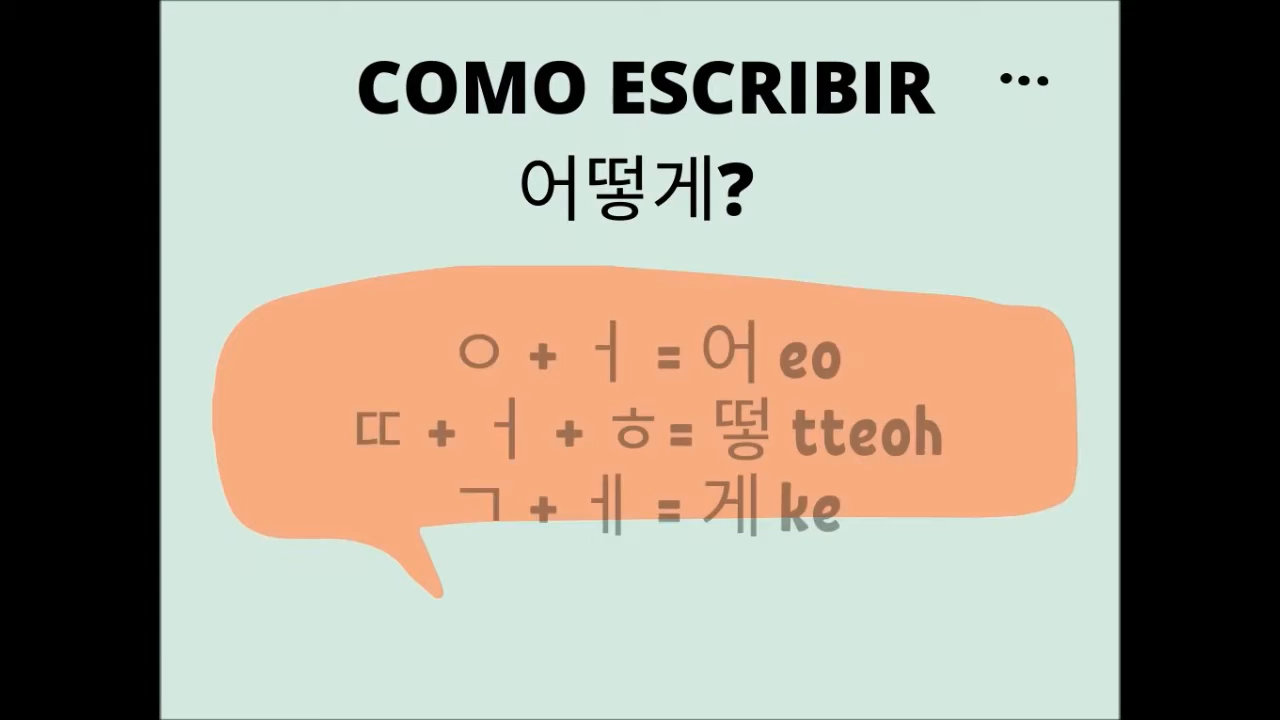 COMO ESCRIBIR ...
어떻게?
ㅇ + ㅓ = 어 eo
ㄸ + ㅓ + ㅎ = 떻 tteoh
ㄱ + ㅔ = 게 ke